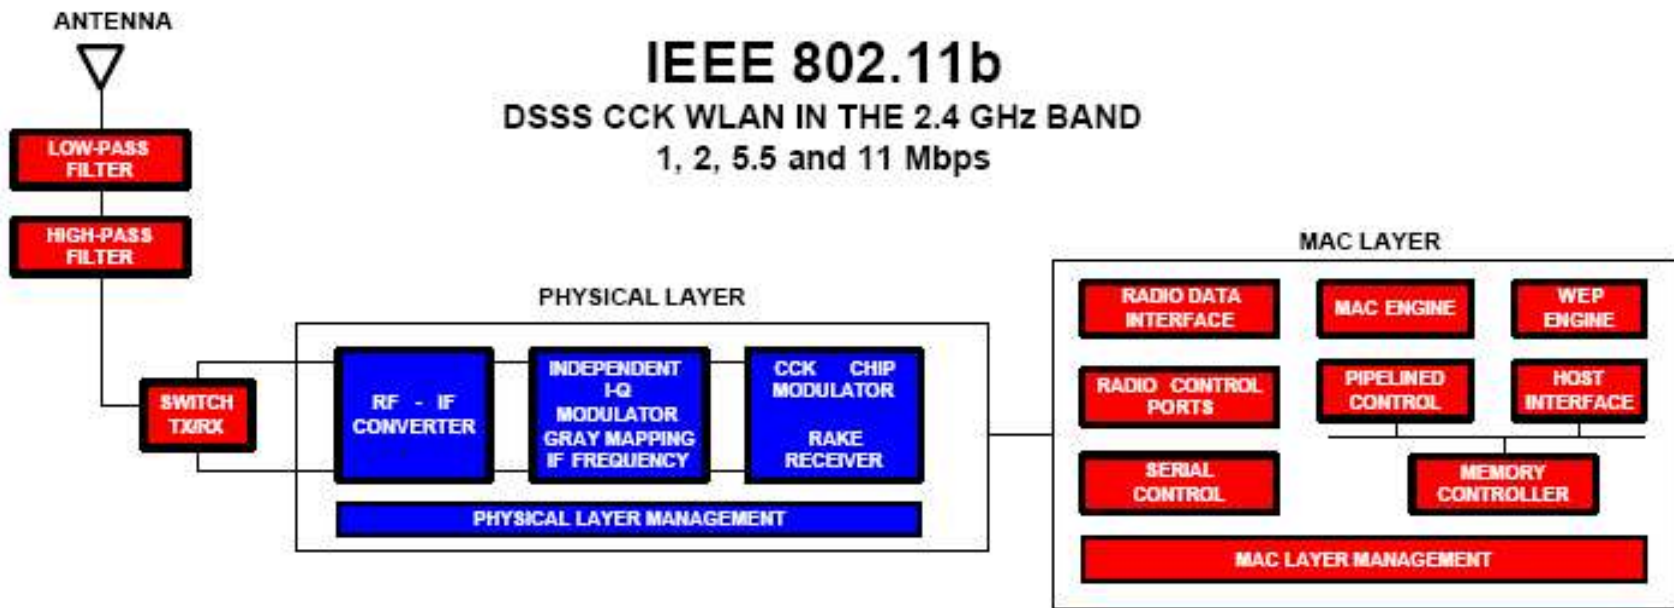 ANTENNA
IEEE 802.11b
DSSS CCK WLAN IN THE 2.4 GHz BAND
1, 2, 5.5 and 11 Mbps
LOW-PASS
FILTER
HIGH-PASS
FILTER
SWITCH
TX/RX
PHYSICAL LAYER
RF - IF
CONVERTER
INDEPENDENT
I-Q
MODULATOR
GRAY MAPPING
IF FREQUENCY
CCK CHIP
MODULATOR
RAKE
RECEIVER
PHYSICAL LAYER MANAGEMENT
MAC LAYER
RADIO DATA
INTERFACE
MAC ENGINE
WEP
ENGINE
RADIO CONTROL
PORTS
PIPELINED
CONTROL
HOST
INTERFACE
SERIAL
CONTROL
MEMORY
CONTROLLER
MAC LAYER MANAGEMENT